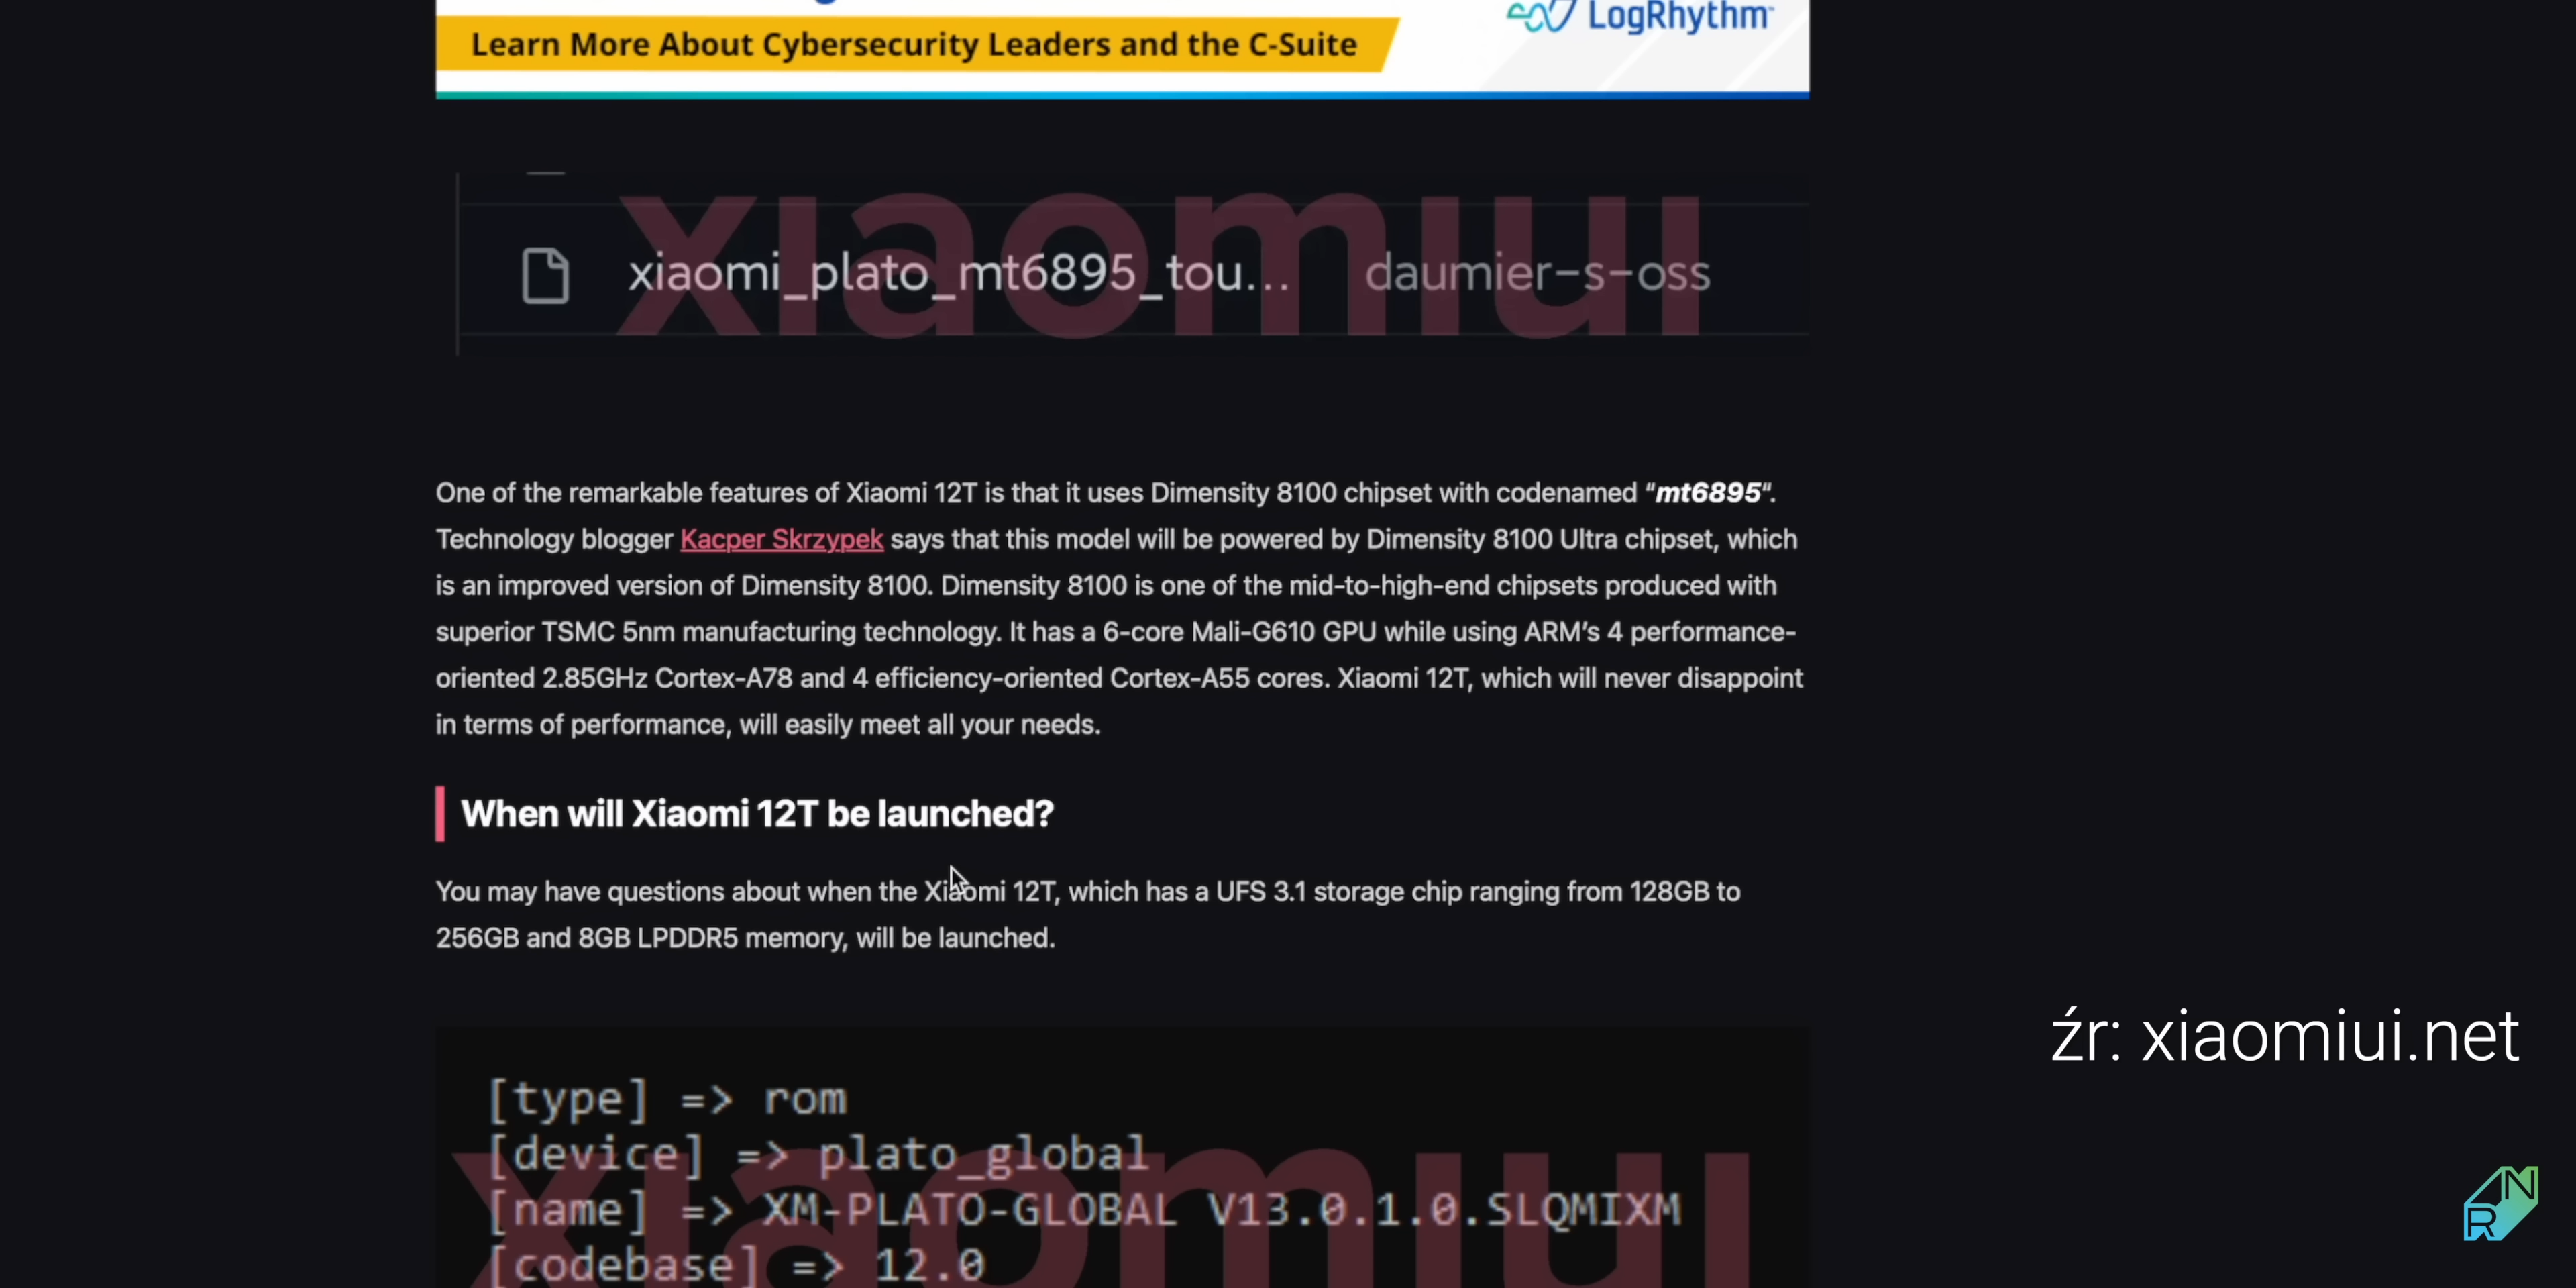 LogRhythm
Learn More About Cybersecurity Leaders and the C-Suite
xiaomiui
xiaomi_plato_mt6895_tou... daumier-s-oss
One of the remarkable features of Xiaomi 12T is that it uses Dimensity 8100 chipset with codenamed "mt6895".
Technology blogger Kacper Skrzypek says that this model will be powered by Dimensity 8100 Ultra chipset, which
is an improved version of Dimensity 8100. Dimensity 8100 is one of the mid-to-high-end chipsets produced with
superior TSMC 5nm manufacturing technology. It has a 6-core Mali-G610 GPU while using ARM's 4 performance-
oriented 2.85GHz Cortex-A78 and 4 efficiency-oriented Cortex-A55 cores. Xiaomi 12T, which will never disappoint
in terms of performance, will easily meet all your needs.
When will Xiaomi 12T be launched?
You may have questions about when the Xiaomi 12T, which has a UFS 3.1 storage chip ranging from 128GB to
256GB and 8GB LPDDR5 memory, will be launched.
źr: xiaomiui.net
[type] => rom
[device] => plato_global
[name] => XM-PLATO-GLOBAL V13.0.1.0.SLQMIXM
[codebase] => 12.0
xiaomiui
RN